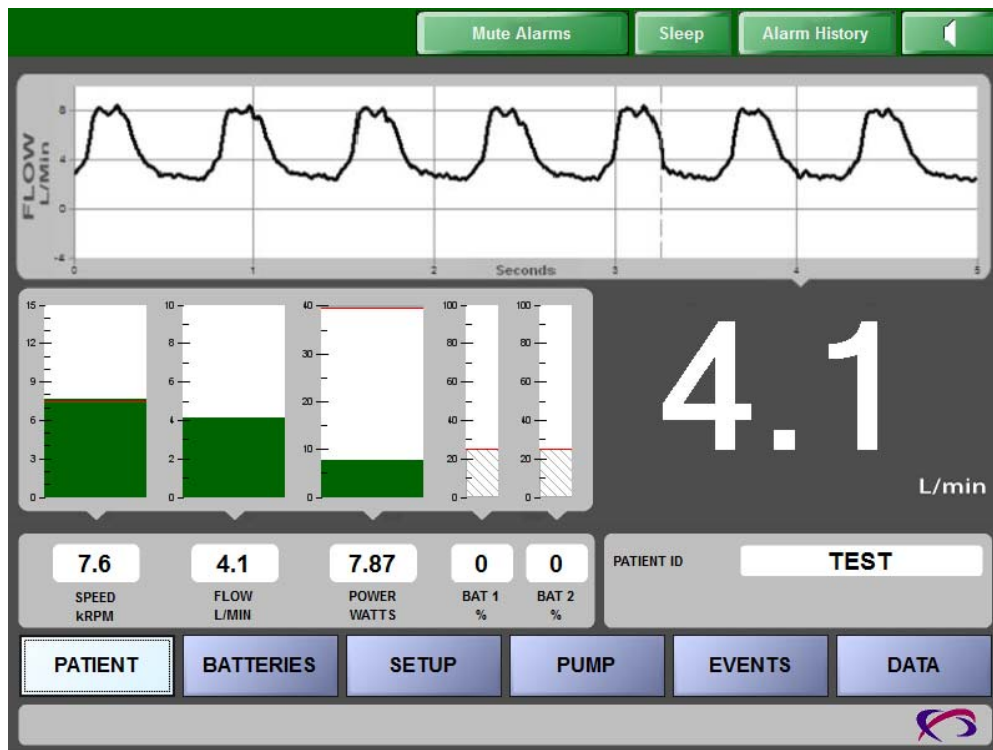 Mute Alarms Sleep Alarm History
FLOW
L/Min
8
4
0
-4
0 1 2 Seconds 3 4 5
15 10 40 100 100
12 8 30 80 80
9 6 20 60 60
6 4 10 40 40
3 2 0 20 20
0 0 0 0
4.1
L/min
7.6 4.1 7.87 0 0
SPEED FLOW POWER BAT 1 BAT 2
kRPM L/MIN WATTS % %
PATIENT ID TEST
PATIENT BATTERIES SETUP PUMP EVENTS DATA